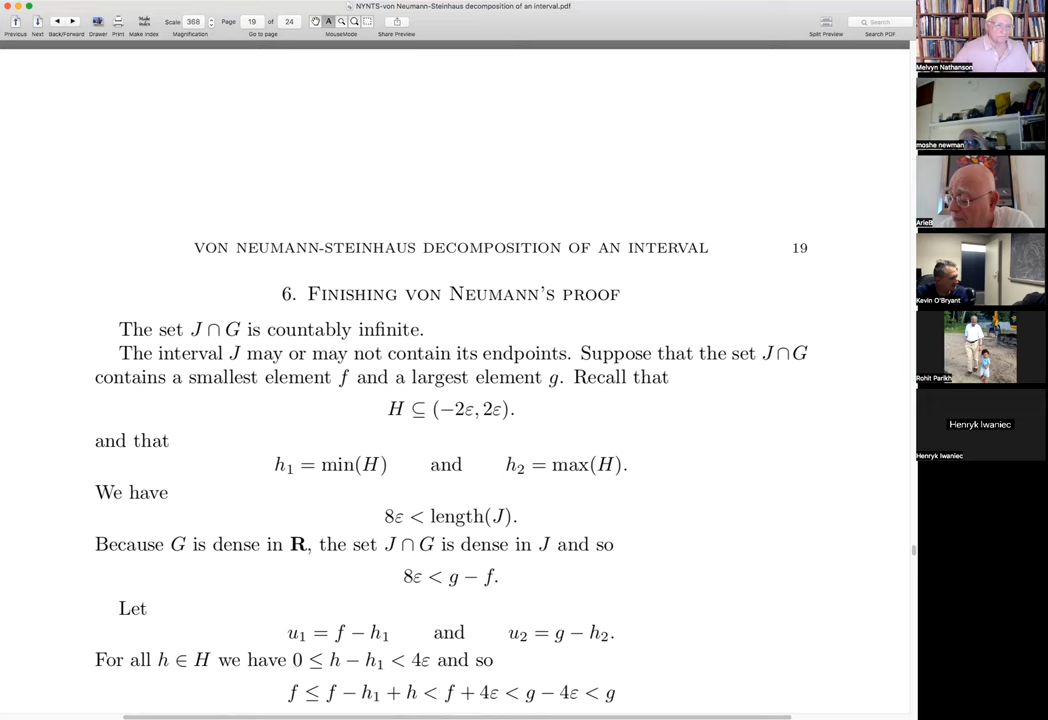 NYNTS-von Neumann-Steinhaus decomposition of an interval.pdf
Previous Next Back/Forward Drawer Print Make Index Scale 368 Magnification Page 19 of 24 Go to page MouseMode Share Preview Split Preview Search Search PDF
VON NEUMANN-STEINHAUS DECOMPOSITION OF AN INTERVAL 19
6. FINISHING VON NEUMANN'S PROOF
The set J ∩ G is countably infinite.
The interval J may or may not contain its endpoints. Suppose that the set J ∩ G
contains a smallest element f and a largest element g. Recall that
H ⊆ (−2ε, 2ε).
and that
h₁ = min(H) and h₂ = max(H).
We have
8ε < length(J).
Because G is dense in R, the set J ∩ G is dense in J and so
8ε < g − f.
Let
u₁ = f − h₁ and u₂ = g − h₂.
For all h ∈ H we have 0 ≤ h − h₁ < 4ε and so
f ≤ f − h₁ + h < f + 4ε < g − 4ε < g
Melvyn Nathanson
moshe newman
ArieB
Kevin O'Bryant
Rohit Parikh
Henryk Iwaniec
Henryk Iwaniec